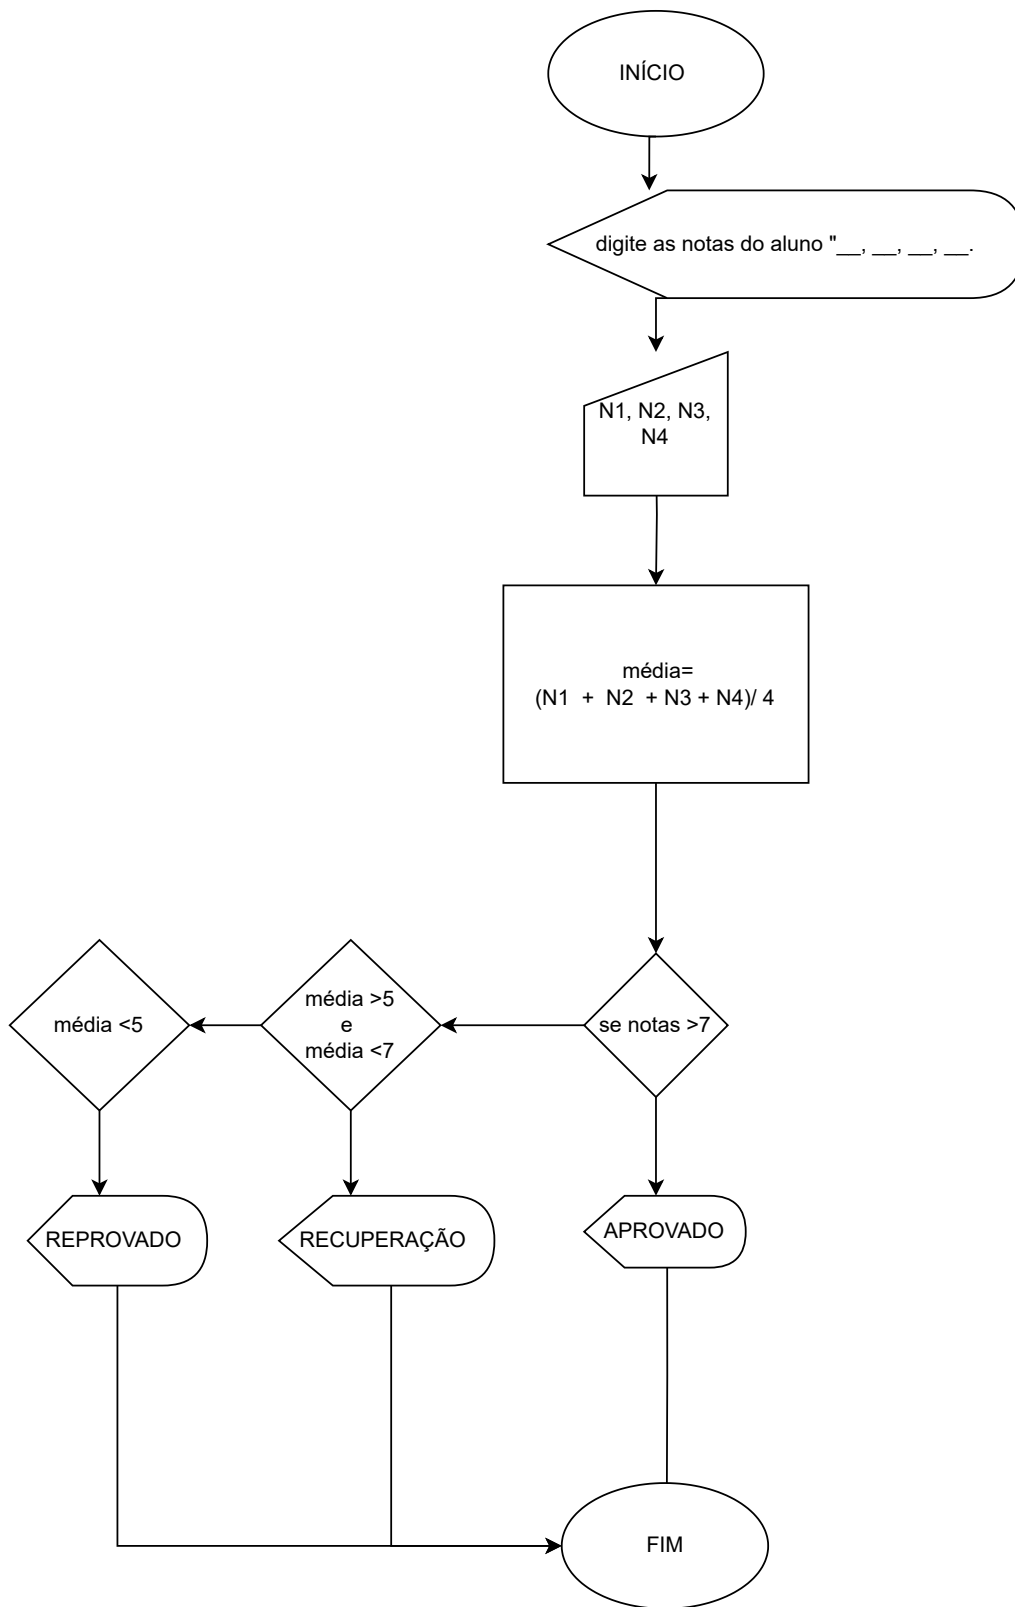 INÍCIO
digite as notas do aluno "__, __, __, __.
N1, N2, N3,
N4
média=
(N1 + N2 + N3 + N4)/ 4
média <5
média >5
e
média <7
se notas >7
REPROVADO
RECUPERAÇÃO
APROVADO
FIM